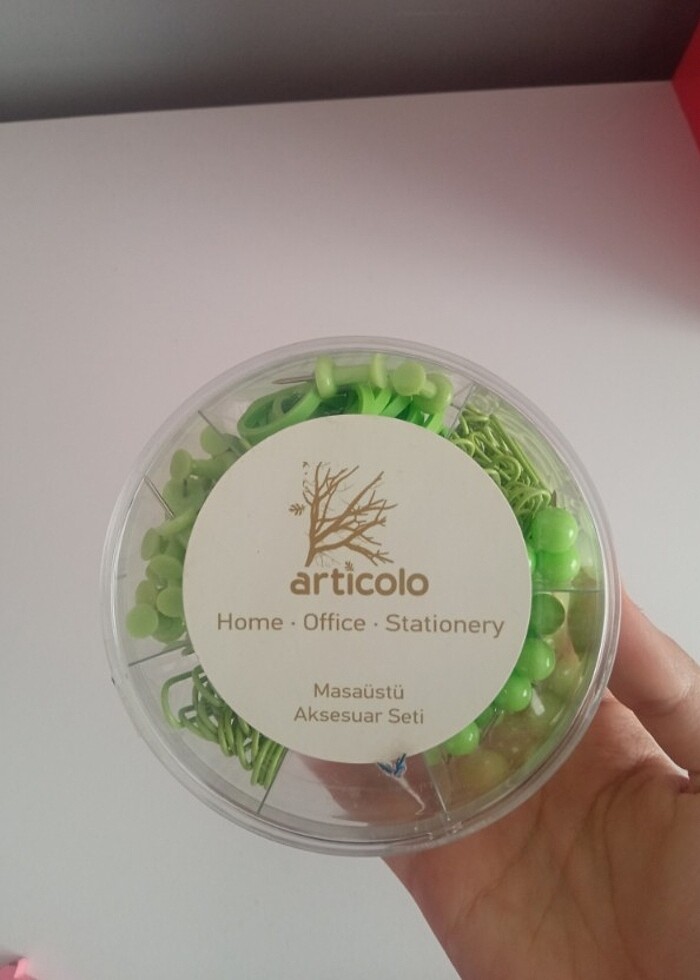 articolo
Home · Office · Stationery
Masaüstü
Aksesuar Seti